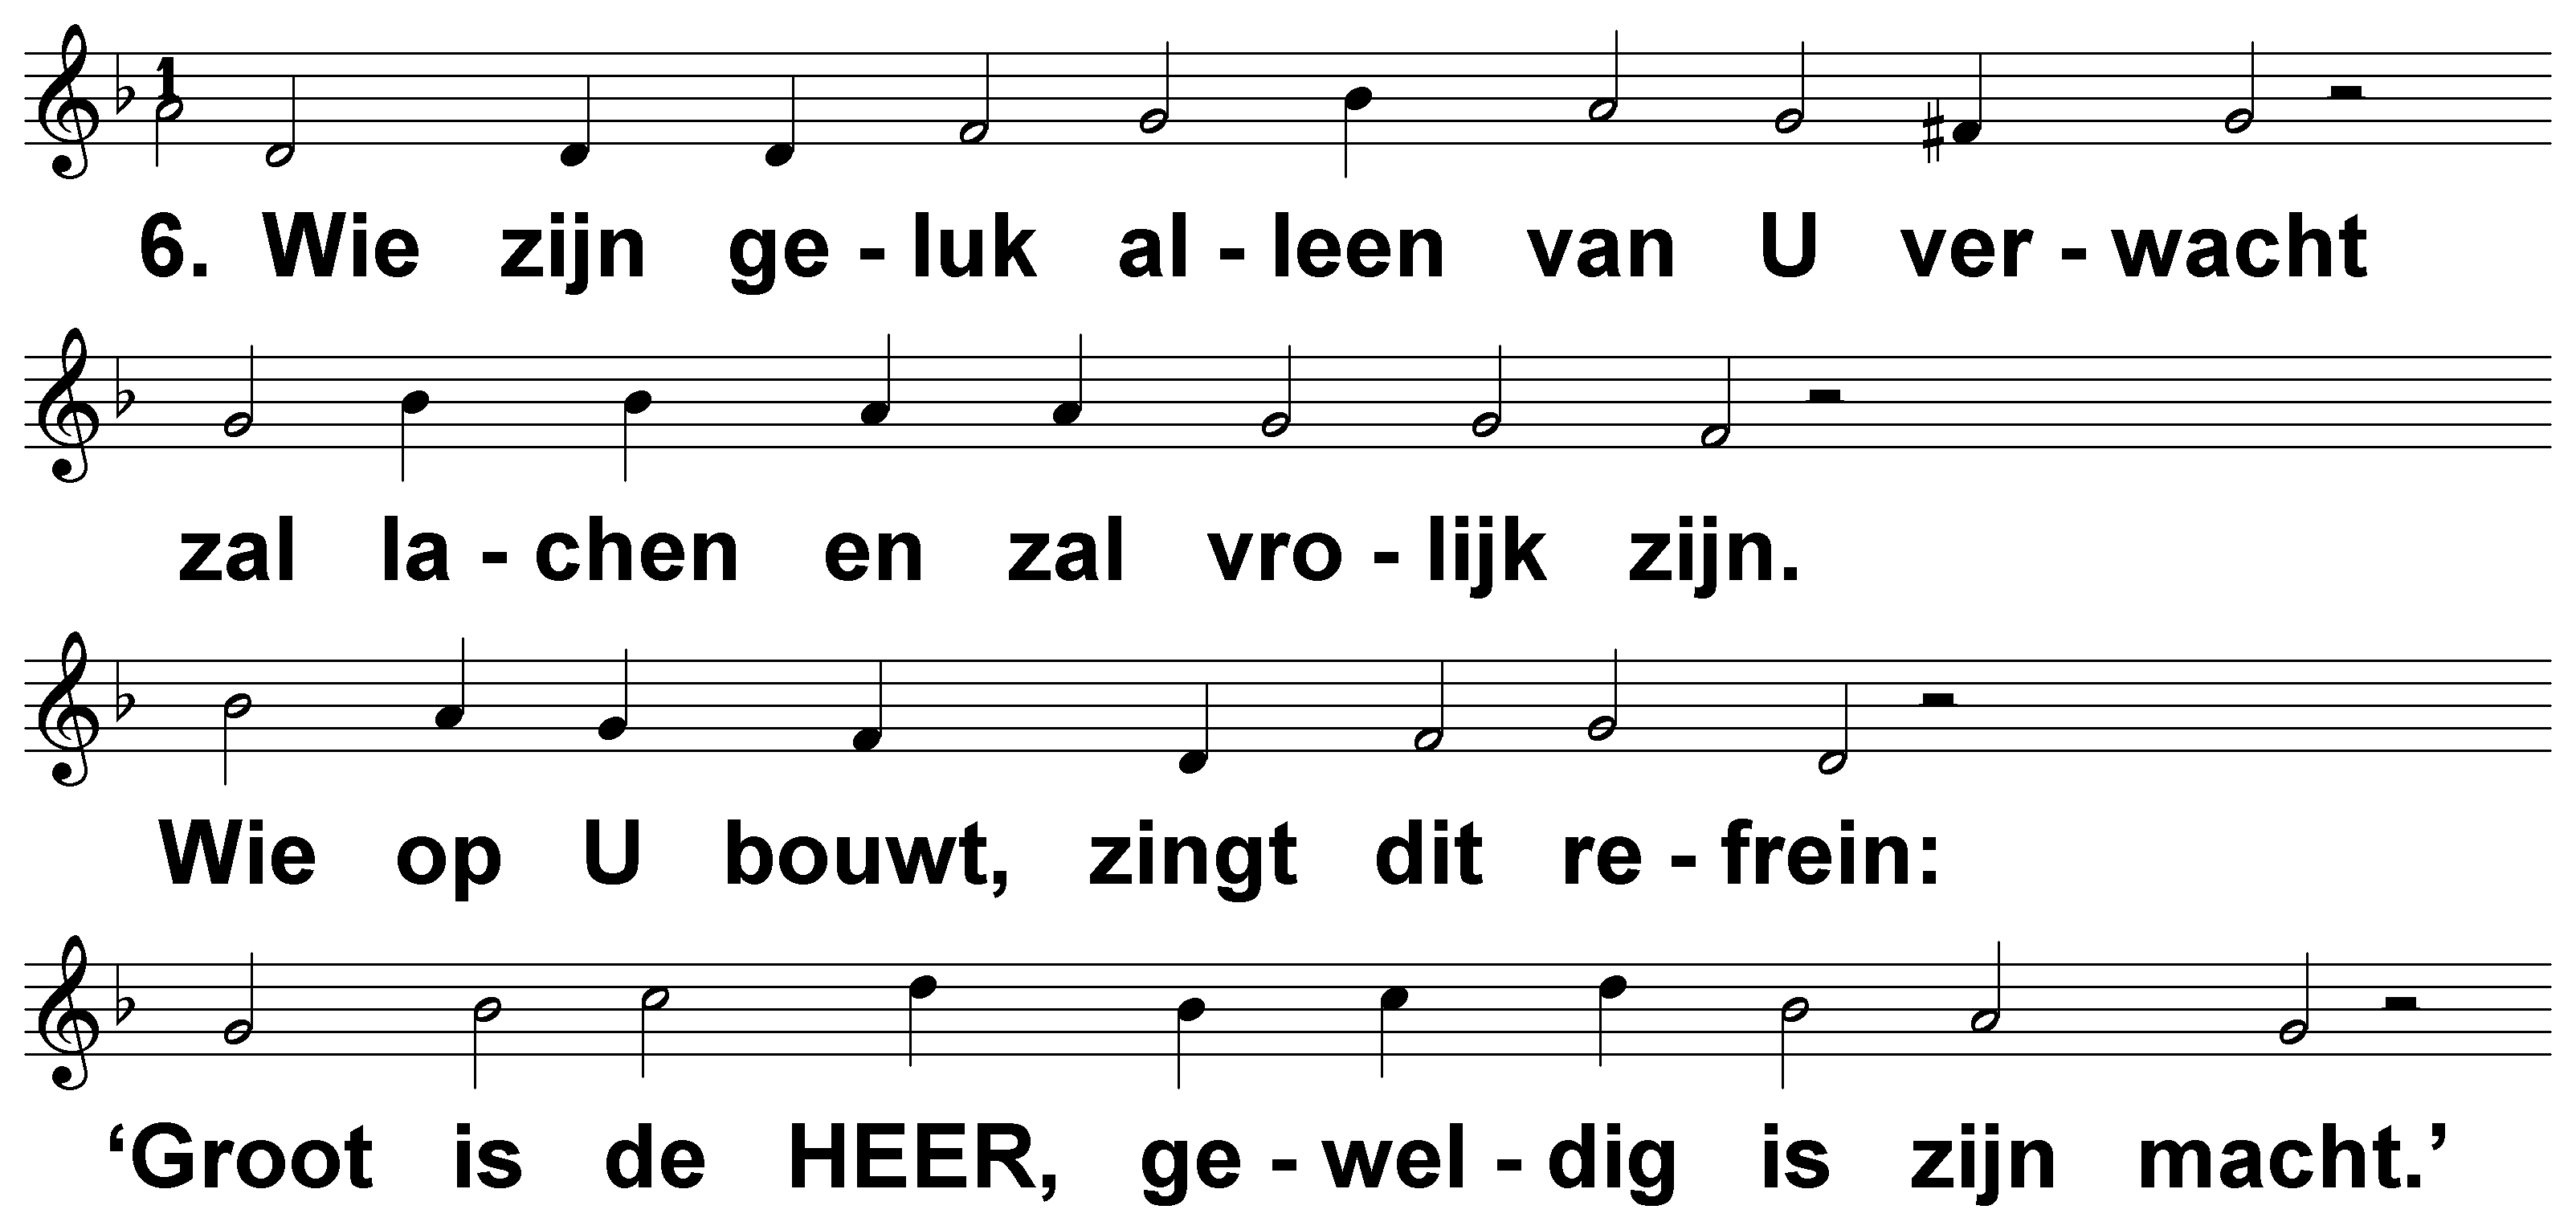 6. Wie zijn ge - luk al - leen van U ver - wacht
zal la - chen en zal vro - lijk zijn.
Wie op U bouwt, zingt dit re - frein:
‘Groot is de HEER, ge - wel - dig is zijn macht.’